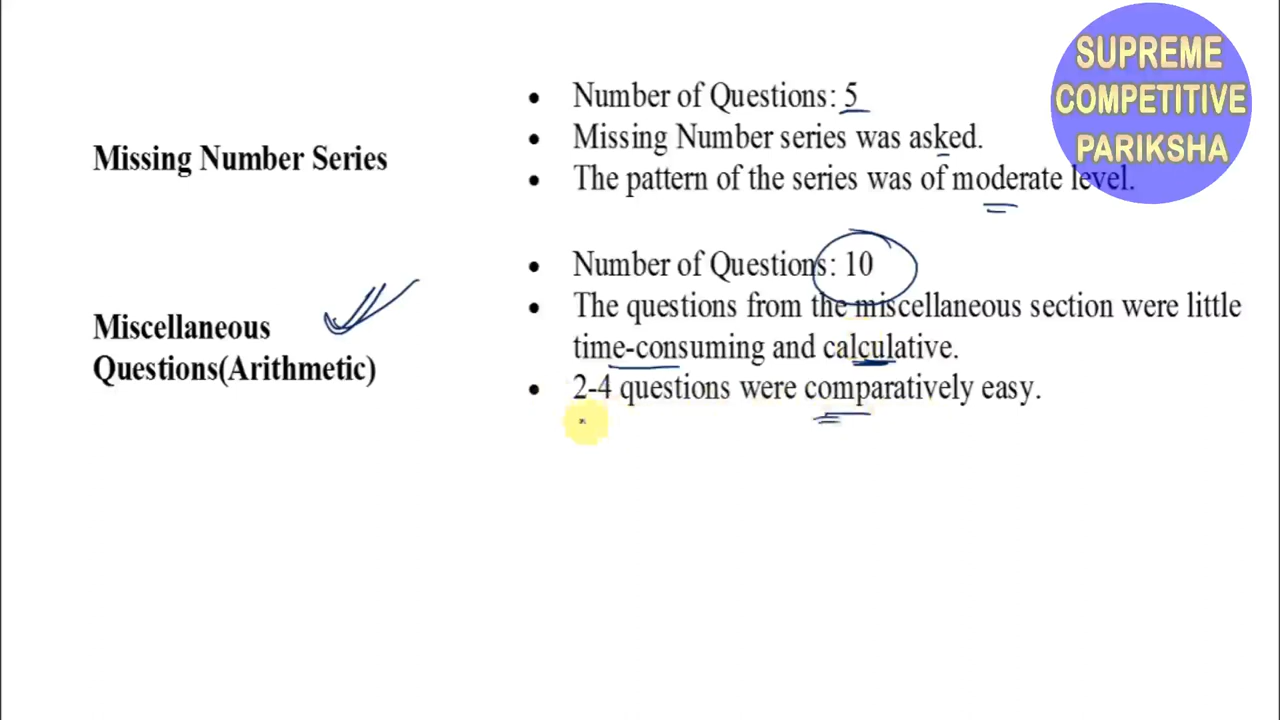 SUPREME
COMPETITIVE
PARIKSHA
Missing Number Series
• Number of Questions: 5
• Missing Number series was asked.
• The pattern of the series was of moderate level.
Miscellaneous
Questions(Arithmetic)
• Number of Questions: 10
• The questions from the miscellaneous section were little
time-consuming and calculative.
• 2-4 questions were comparatively easy.